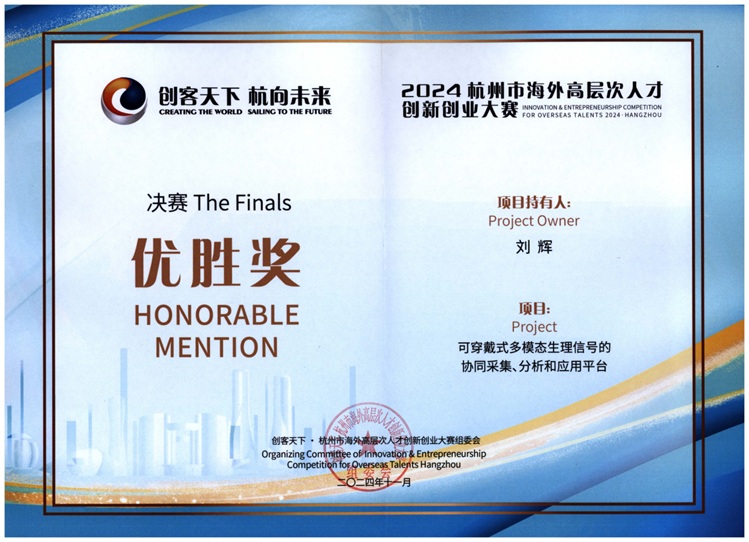 创客天下 杭向未来
CREATING THE WORLD SAILING TO THE FUTURE
2024 杭州市海外高层次人才
创新创业大赛
INNOVATION & ENTREPRENEURSHIP COMPETITION
FOR OVERSEAS TALENTS 2024·HANGZHOU
决赛 The Finals
优胜奖
HONORABLE
MENTION
项目持有人:
Project Owner
刘 辉
项目:
Project
可穿戴式多模态生理信号的
协同采集、分析和应用平台
创客天下·杭州市海外高层次人才创新创业大赛组委会
Organizing Committee of Innovation & Entrepreneurship
Competition for Overseas Talents Hangzhou
组委会
二〇二四年十一月